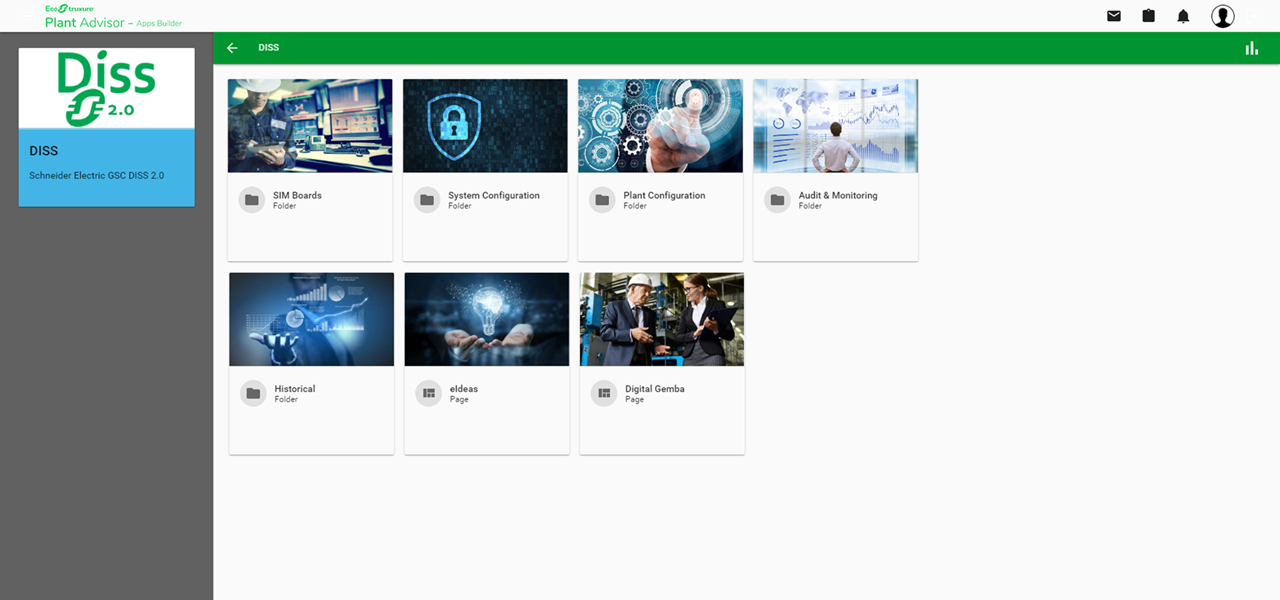 EcoStruxure
Plant Advisor – Apps Builder
Diss
2.0
DISS
Schneider Electric GSC DISS 2.0
DISS
SIM Boards
Folder
System Configuration
Folder
Plant Configuration
Folder
Audit & Monitoring
Folder
Historical
Folder
eIdeas
Page
Digital Gemba
Page